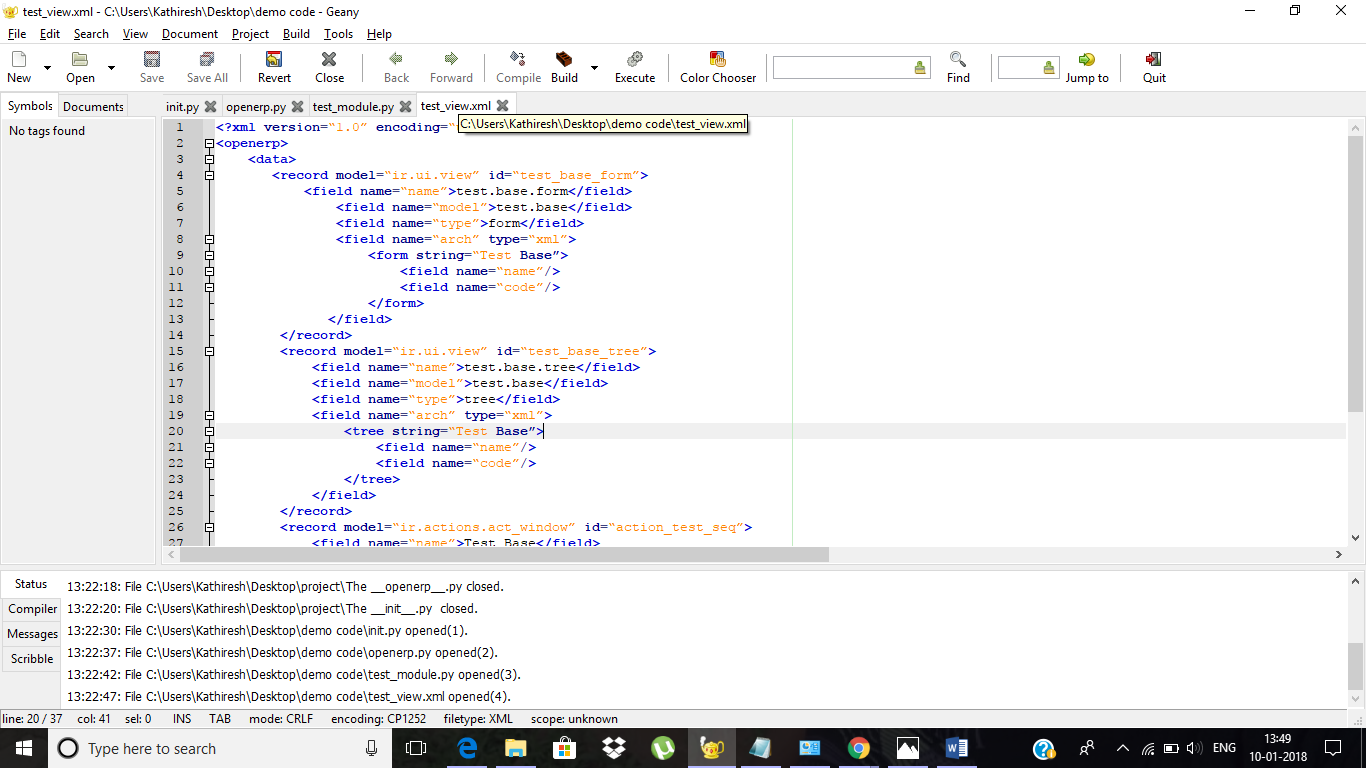 test_view.xml - C:\Users\Kathiresh\Desktop\demo code - Geany
File Edit Search View Document Project Build Tools Help
New Open Save Save All Revert Close Back Forward Compile Build Execute Color Chooser Find Jump to Quit
Symbols Documents init.py openerp.py test_module.py test_view.xml
No tags found
C:\Users\Kathiresh\Desktop\demo code\test_view.xml
1 <?xml version=“1.0” encoding=“
2 <openerp>
3 <data>
4 <record model=“ir.ui.view” id=“test_base_form”>
5 <field name=“name”>test.base.form</field>
6 <field name=“model”>test.base</field>
7 <field name=“type”>form</field>
8 <field name=“arch” type=“xml”>
9 <form string=“Test Base”>
10 <field name=“name”/>
11 <field name=“code”/>
12 </form>
13 </field>
14 </record>
15 <record model=“ir.ui.view” id=“test_base_tree”>
16 <field name=“name”>test.base.tree</field>
17 <field name=“model”>test.base</field>
18 <field name=“type”>tree</field>
19 <field name=“arch” type=“xml”>
20 <tree string=“Test Base”>
21 <field name=“name”/>
22 <field name=“code”/>
23 </tree>
24 </field>
25 </record>
26 <record model=“ir.actions.act_window” id=“action_test_seq”>
27 <field name=“name”>Test Base</field>
Status
Compiler
Messages
Scribble
13:22:18: File C:\Users\Kathiresh\Desktop\project\The __openerp__.py closed.
13:22:20: File C:\Users\Kathiresh\Desktop\project\The __init__.py closed.
13:22:30: File C:\Users\Kathiresh\Desktop\demo code\init.py opened(1).
13:22:37: File C:\Users\Kathiresh\Desktop\demo code\openerp.py opened(2).
13:22:42: File C:\Users\Kathiresh\Desktop\demo code\test_module.py opened(3).
13:22:47: File C:\Users\Kathiresh\Desktop\demo code\test_view.xml opened(4).
line: 20 / 37 col: 41 sel: 0 INS TAB mode: CRLF encoding: CP1252 filetype: XML scope: unknown
Type here to search
ENG
13:49
10-01-2018